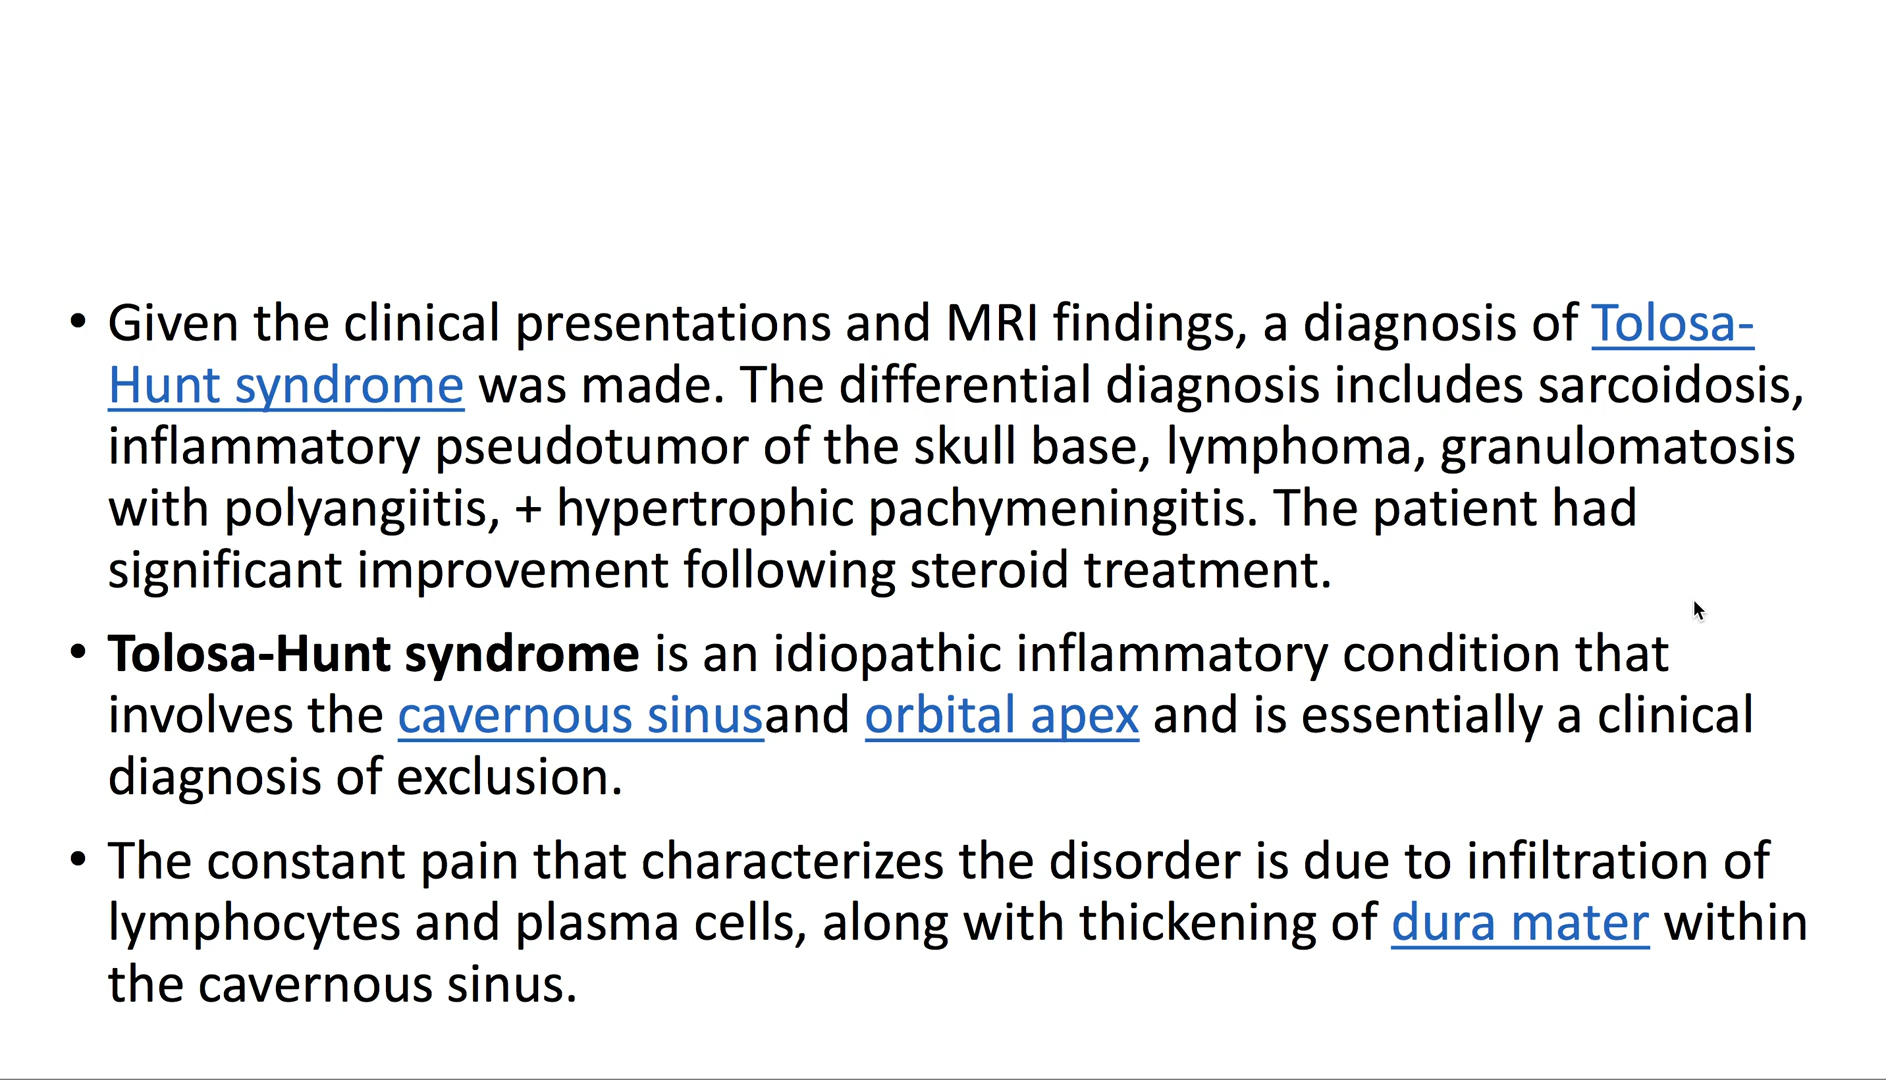 • Given the clinical presentations and MRI findings, a diagnosis of Tolosa-
Hunt syndrome was made. The differential diagnosis includes sarcoidosis,
inflammatory pseudotumor of the skull base, lymphoma, granulomatosis
with polyangiitis, + hypertrophic pachymeningitis. The patient had
significant improvement following steroid treatment.
• Tolosa-Hunt syndrome is an idiopathic inflammatory condition that
involves the cavernous sinusand orbital apex and is essentially a clinical
diagnosis of exclusion.
• The constant pain that characterizes the disorder is due to infiltration of
lymphocytes and plasma cells, along with thickening of dura mater within
the cavernous sinus.